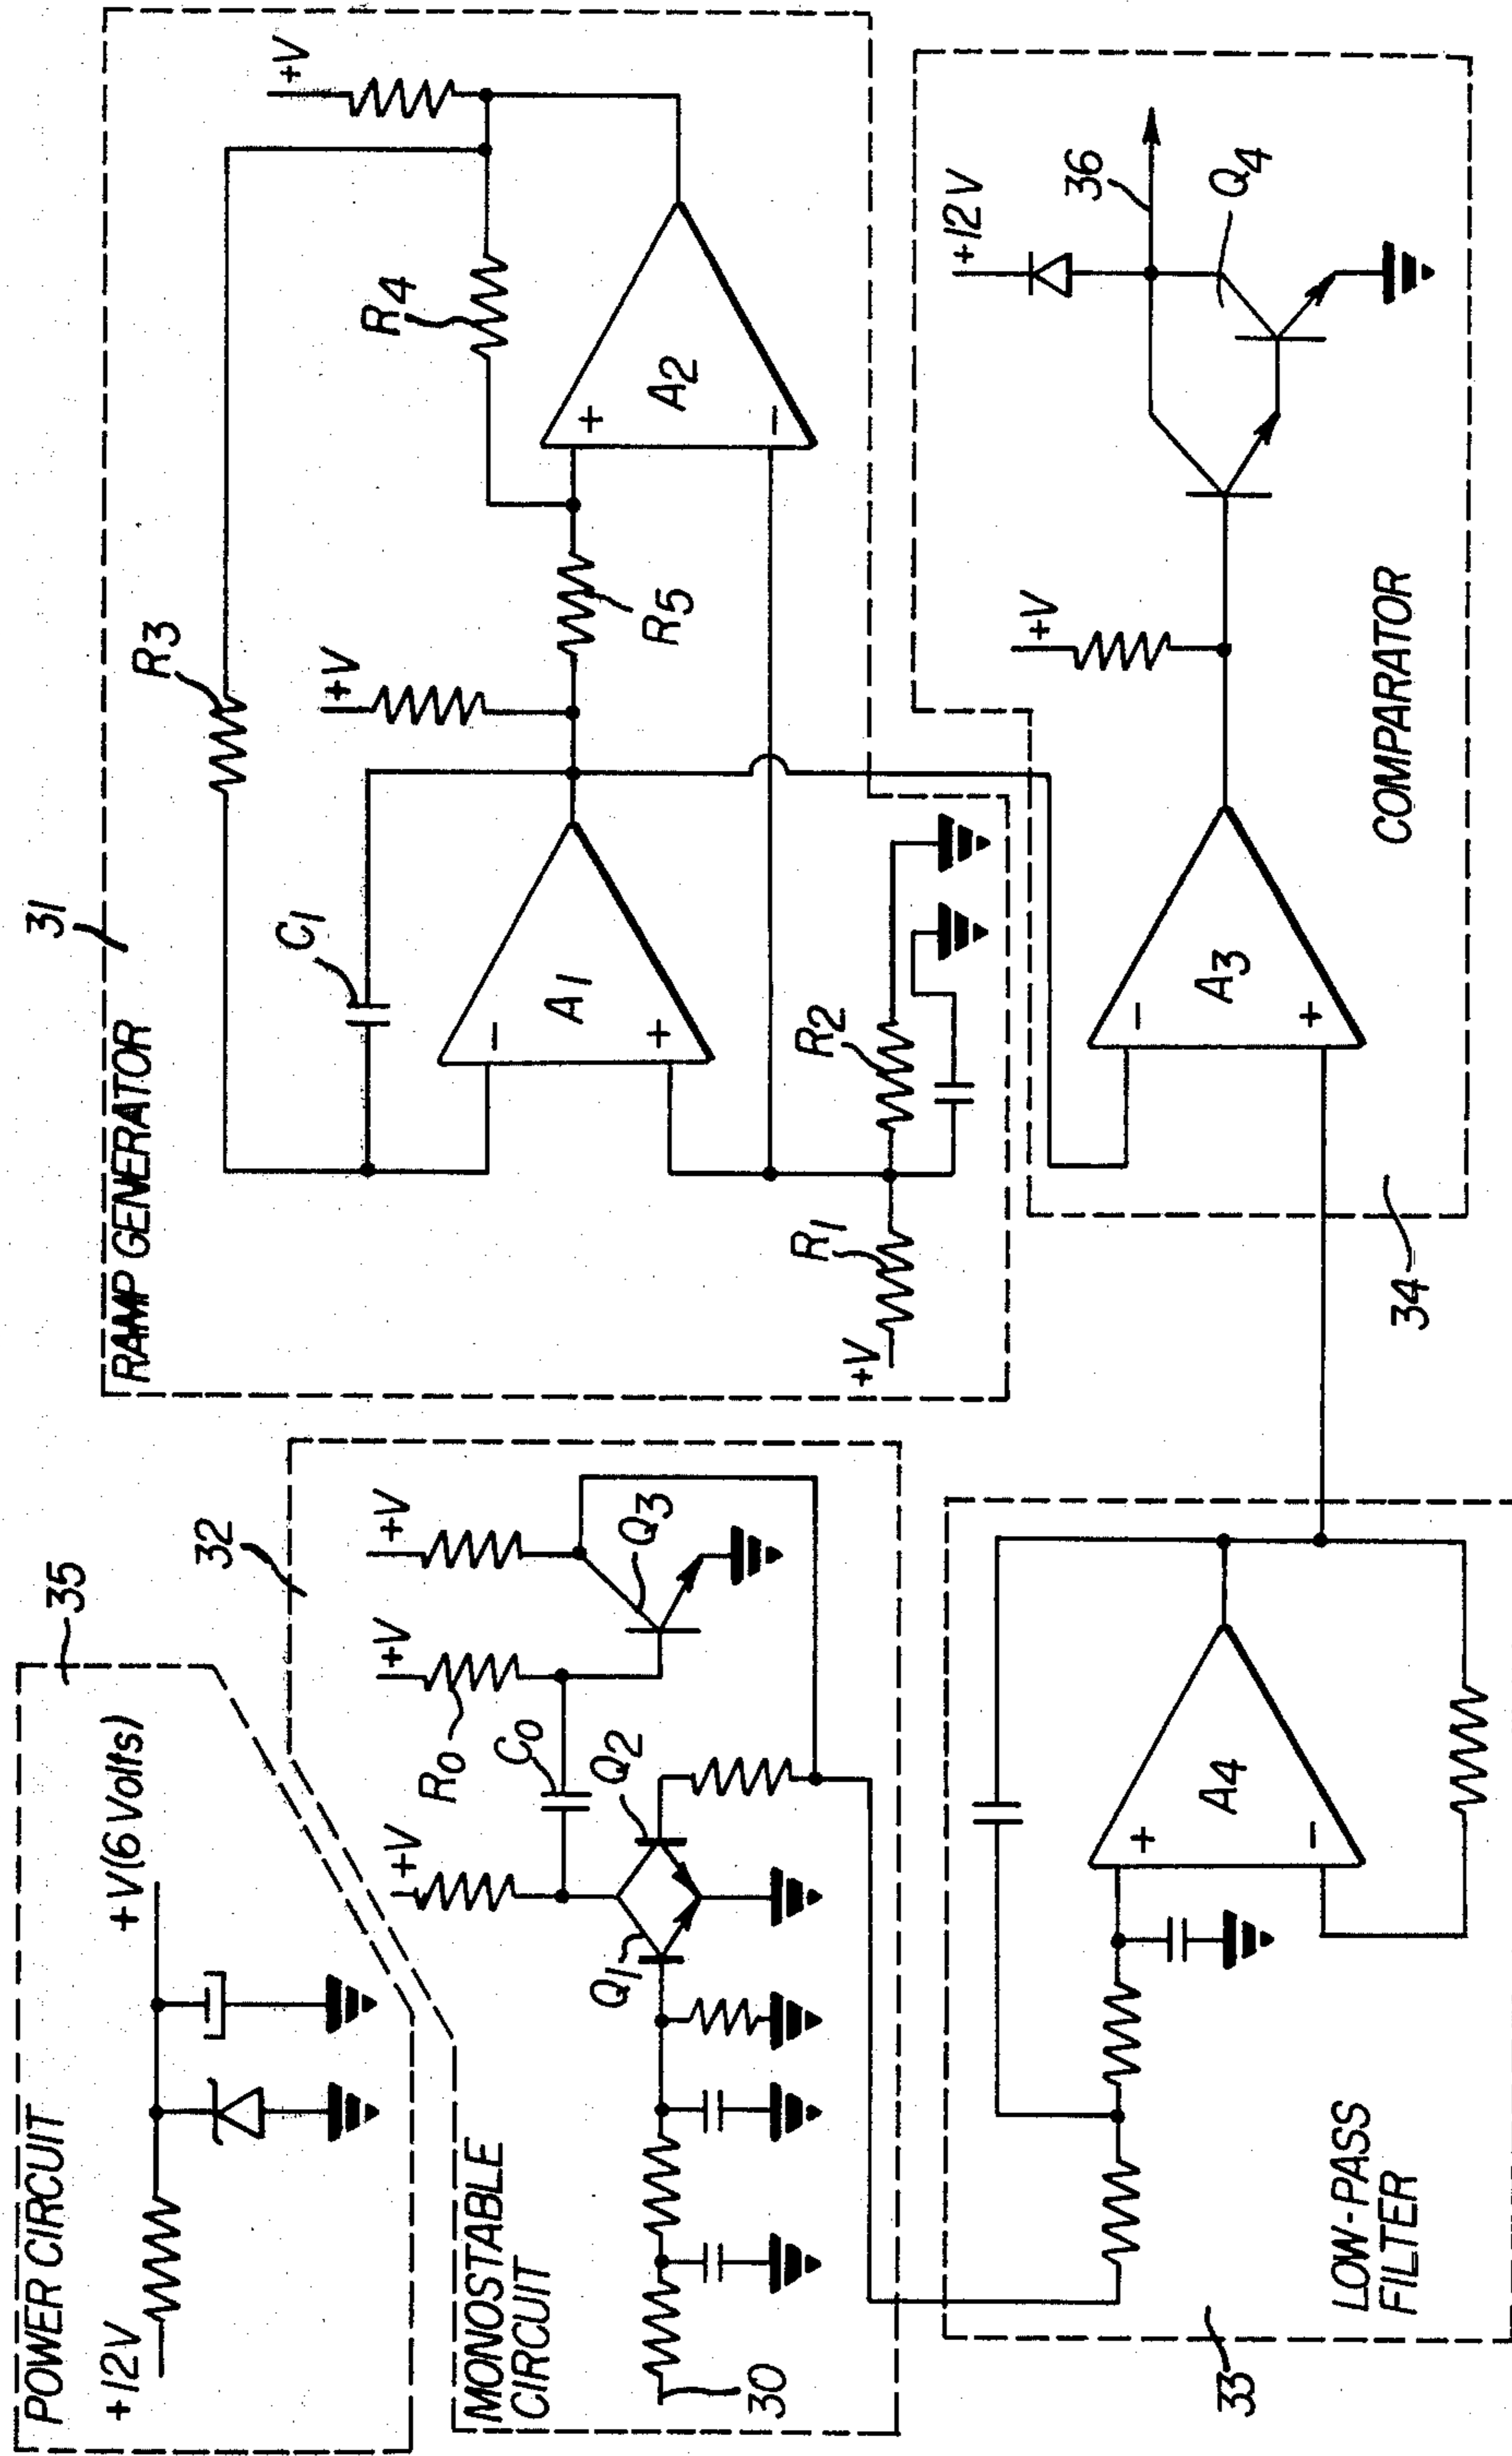 POWER CIRCUIT
35
+12V
+V(6 Volts)
MONOSTABLE
CIRCUIT
32
30
+V
+V
+V
R0
C0
Q1
Q2
Q3
RAMP GENERATOR
31
R3
C1
+V
+V
R4
R5
A1
-
+
A2
+
-
R1
R2
+V
LOW-PASS
FILTER
33
A4
+
-
COMPARATOR
34
A3
-
+
+V
+12V
36
Q4